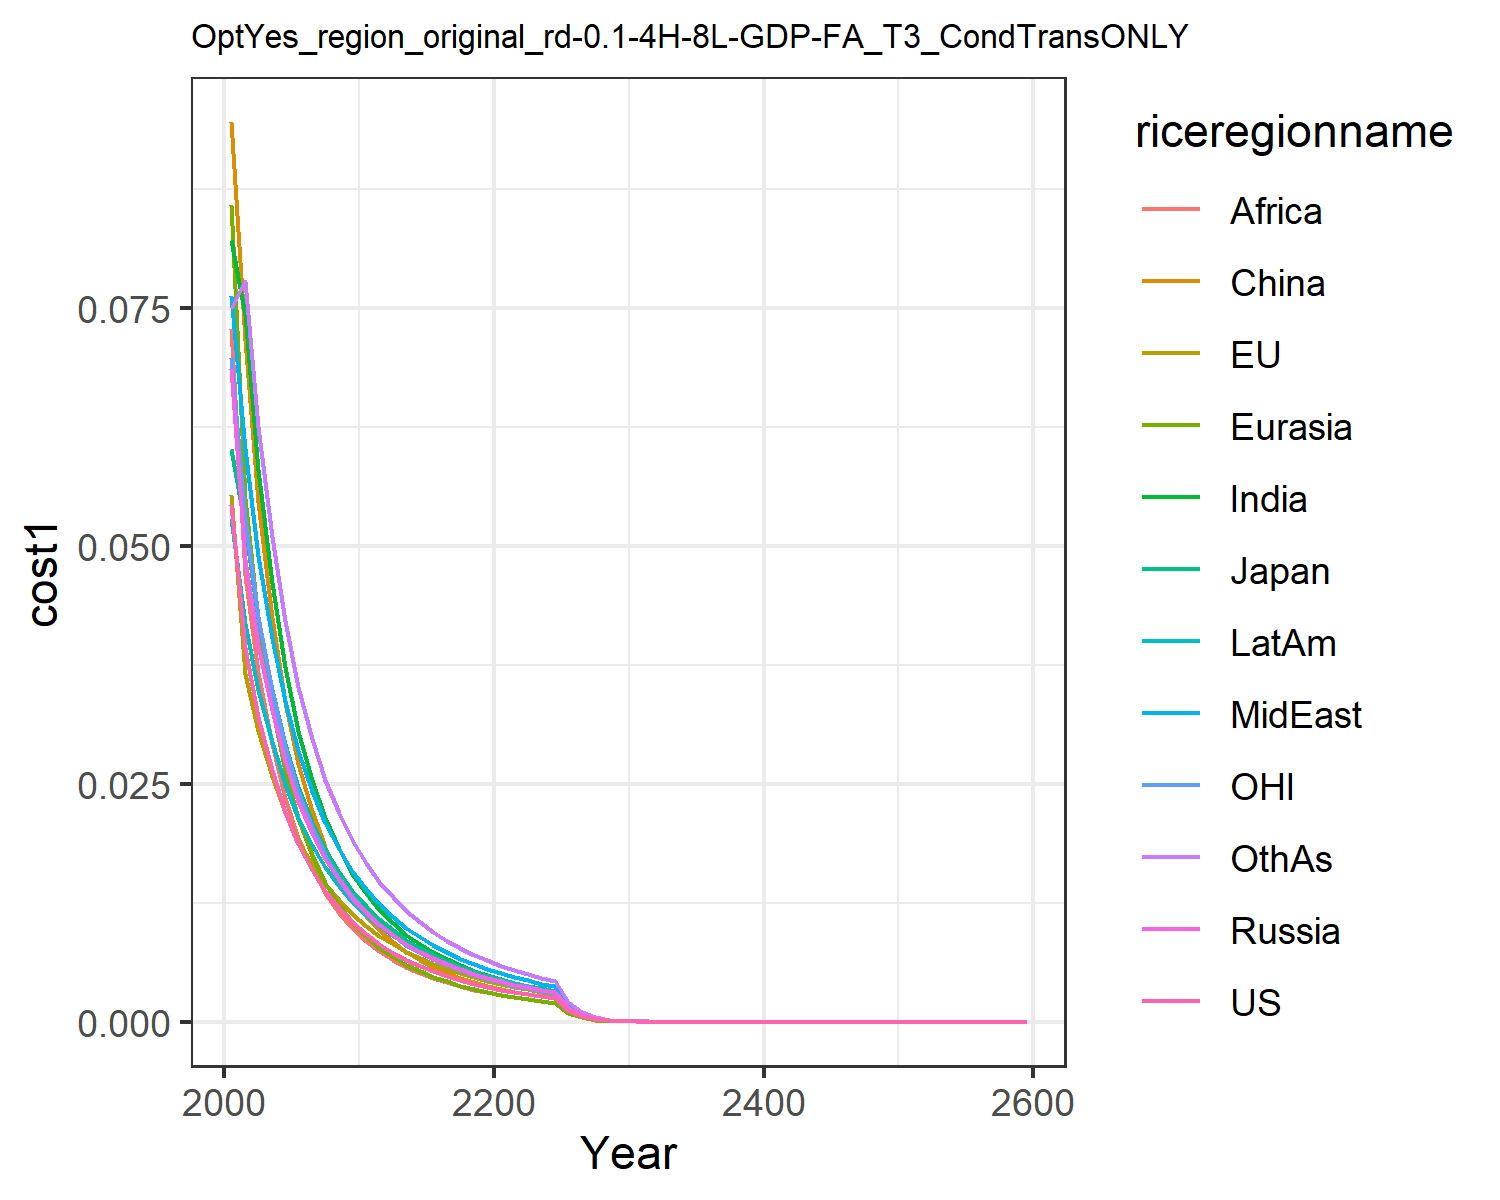 OptYes_region_original_rd-0.1-4H-8L-GDP-FA_T3_CondTransONLY
cost1
0.075
0.050
0.025
0.000
2000 2200 2400 2600
Year
riceregionname
Africa
China
EU
Eurasia
India
Japan
LatAm
MidEast
OHI
OthAs
Russia
US